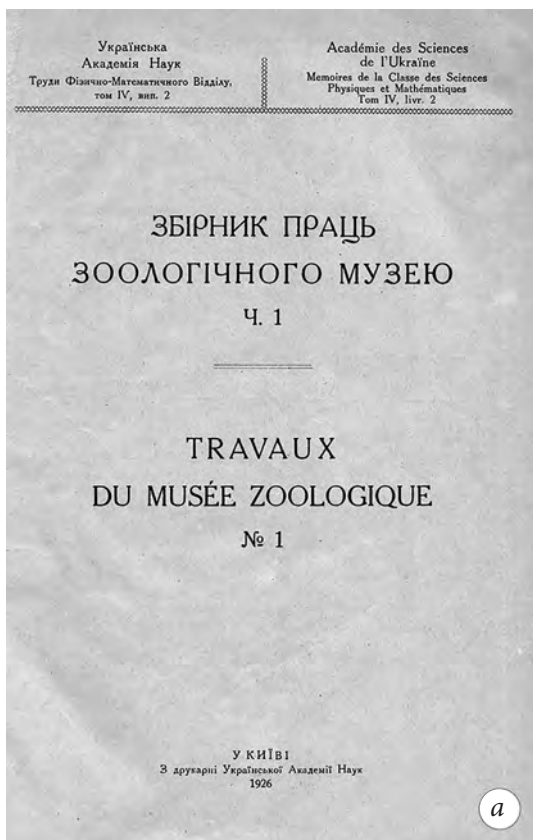 Українська
Академія Наук
Труди Фізично-Математичного Відділу,
том IV, вип. 2
Académie des Sciences
de l'Ukraïne
Memoires de la Classe des Sciences
Physiques et Mathématiques
Tom IV, livr. 2
ЗБІРНИК ПРАЦЬ
ЗООЛОГІЧНОГО МУЗЕЮ
Ч. 1
TRAVAUX
DU MUSÉE ZOOLOGIQUE
№ 1
У КИЇВІ
З друкарні Української Академії Наук
1926
a